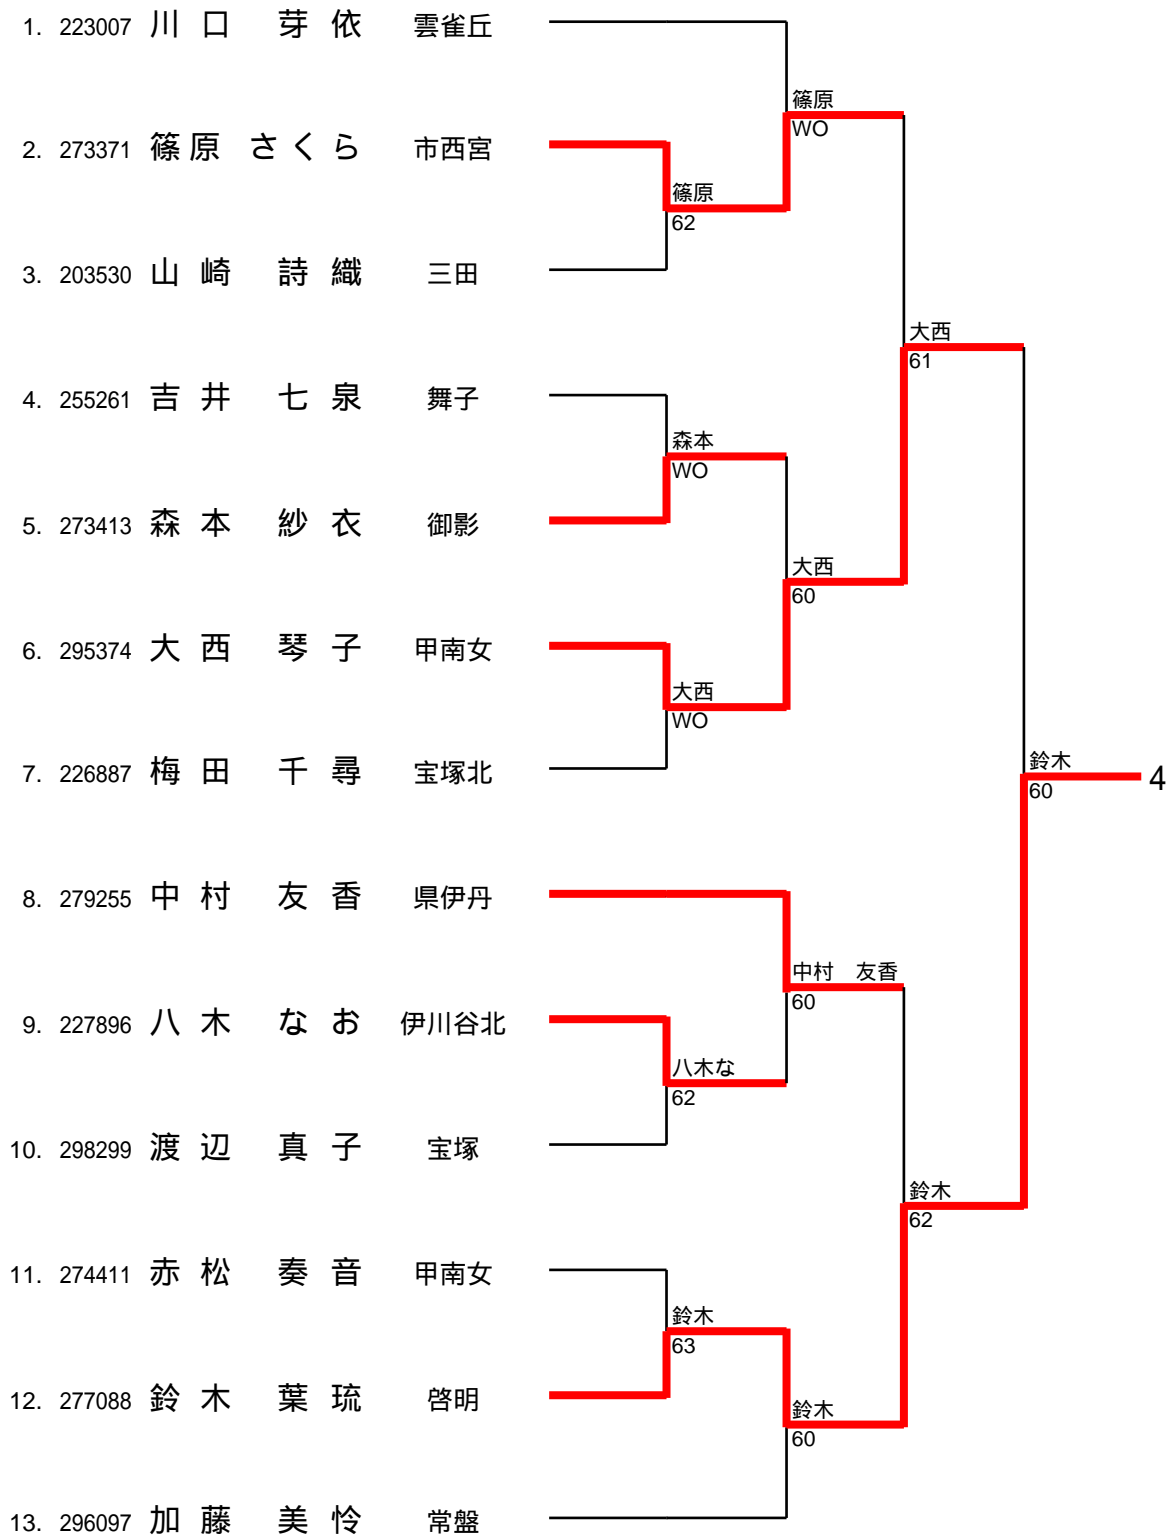 1. 223007 川口 芽依 雲雀丘
篠原
WO
2. 273371 篠原 さくら 市西宮
篠原
62
3. 203530 山崎 詩織 三田
大西
61
4. 255261 吉井 七泉 舞子
森本
WO
5. 273413 森本 紗衣 御影
大西
60
6. 295374 大西 琴子 甲南女
大西
WO
7. 226887 梅田 千尋 宝塚北
鈴木
60
4
8. 279255 中村 友香 県伊丹
中村 友香
60
9. 227896 八木 なお 伊川谷北
八木な
62
10. 298299 渡辺 真子 宝塚
鈴木
62
11. 274411 赤松 奏音 甲南女
鈴木
63
12. 277088 鈴木 葉琉 啓明
鈴木
60
13. 296097 加藤 美怜 常盤